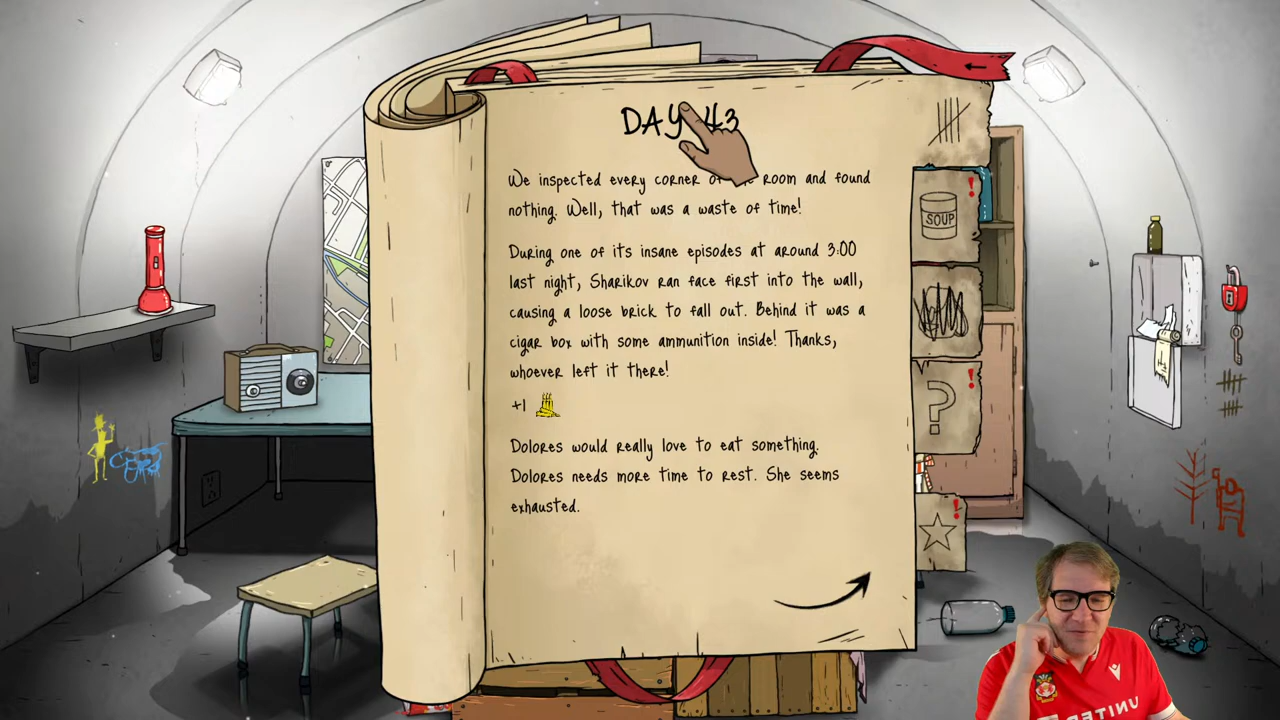 DAY 43
We inspected every corner of room and found
nothing. Well, that was a waste of time!
During one of its insane episodes at around 3:00
last night, Sharikov ran face first into the wall,
causing a loose brick to fall out. Behind it was a
cigar box with some ammunition inside! Thanks,
whoever left it there!
+1
Dolores would really love to eat something.
Dolores needs more time to rest. She seems
exhausted.
SOUP
!
!
?
!
UNITED